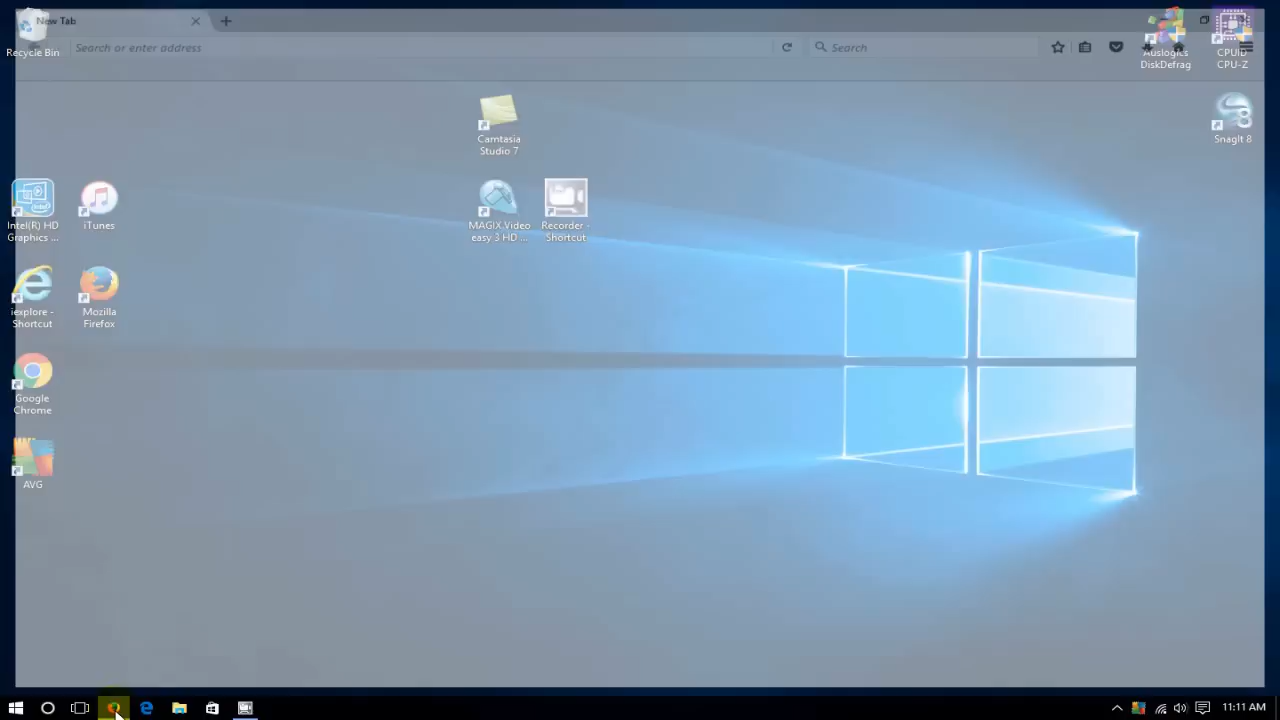 New Tab
Search or enter address
Search
Recycle Bin
Auslogics
DiskDefrag
CPUID
CPU-Z
Camtasia
Studio 7
SnagIt 8
Intel(R) HD
Graphics ...
iTunes
MAGIX Video
easy 3 HD ...
Recorder -
Shortcut
iexplore -
Shortcut
Mozilla
Firefox
Google
Chrome
AVG
11:11 AM